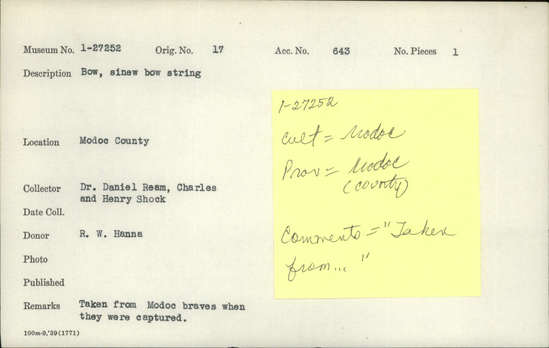 Museum No. 1-27252 Orig. No. 17 Acc. No. 643 No. Pieces 1
Description Bow, sinew bow string
1-27252
Cult = Modoc
Location Modoc County
Prov = Modoc
(county)
Collector Dr. Daniel Ream, Charles
and Henry Shock
Date Coll.
Donor R. W. Hanna
Comments = "Taken
from... "
Photo
Published
Remarks Taken from Modoc braves when
they were captured.
100m-9,'39(1771)